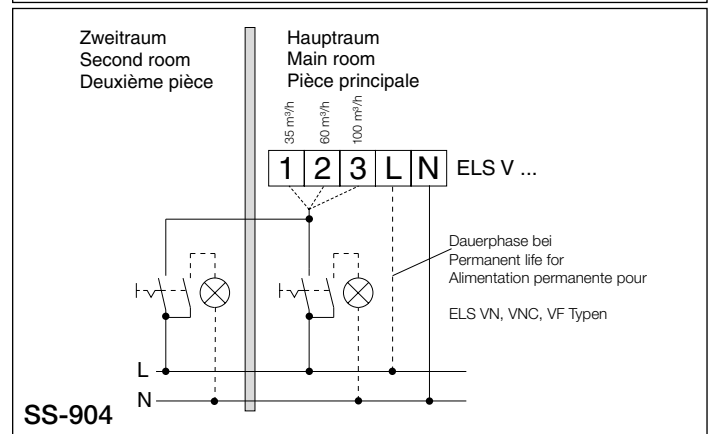 Zweitraum
Second room
Deuxième pièce
Hauptraum
Main room
Pièce principale
35 m³/h
60 m³/h
100 m³/h
1 2 3 L N ELS V ...
Dauerphase bei
Permanent life for
Alimentation permanente pour
ELS VN, VNC, VF Typen
L
N
SS-904